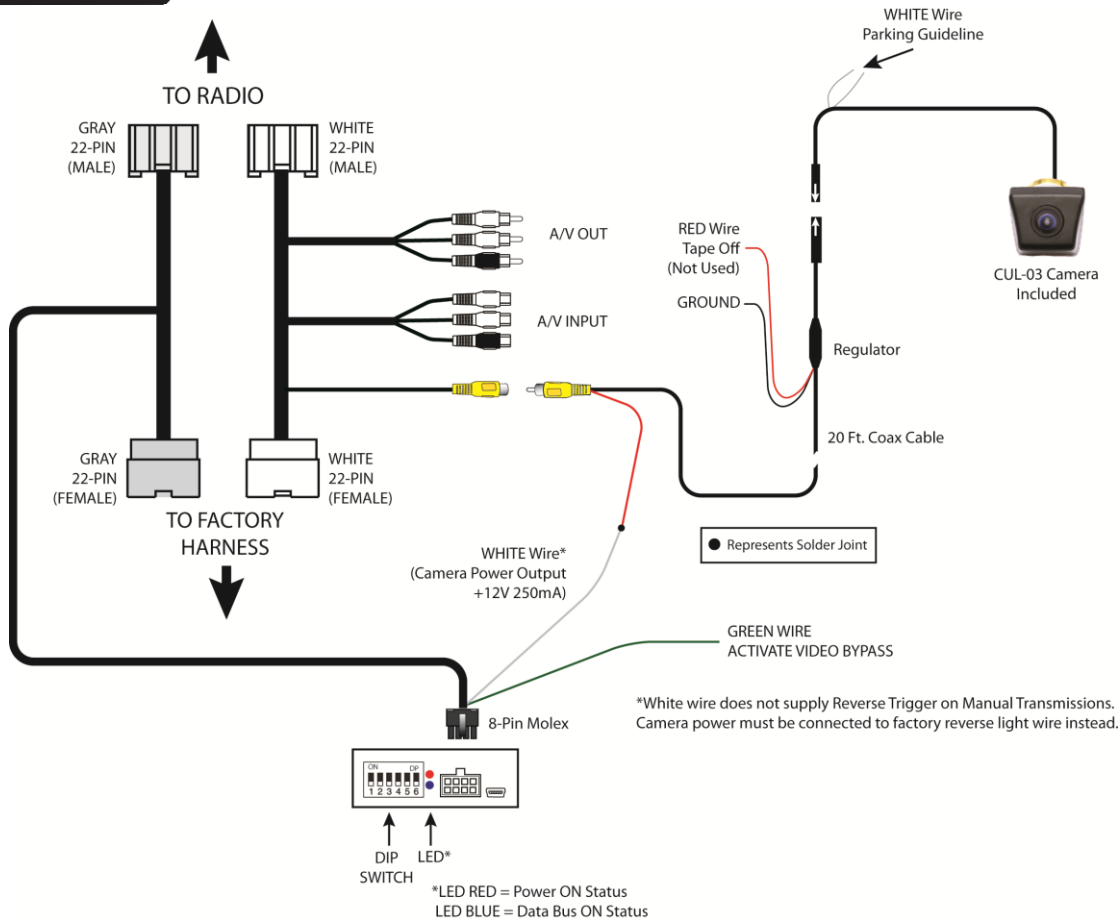 WHITE Wire
Parking Guideline
TO RADIO
GRAY
22-PIN
(MALE)
WHITE
22-PIN
(MALE)
A/V OUT
RED Wire
Tape Off
(Not Used)
GROUND
CUL-03 Camera
Included
A/V INPUT
Regulator
20 Ft. Coax Cable
GRAY
22-PIN
(FEMALE)
WHITE
22-PIN
(FEMALE)
TO FACTORY
HARNESS
WHITE Wire*
(Camera Power Output
+12V 250mA)
Represents Solder Joint
GREEN WIRE
ACTIVATE VIDEO BYPASS
*White wire does not supply Reverse Trigger on Manual Transmissions.
Camera power must be connected to factory reverse light wire instead.
8-Pin Molex
ON DP
1 2 3 4 5 6
DIP
SWITCH
LED*
*LED RED = Power ON Status
LED BLUE = Data Bus ON Status